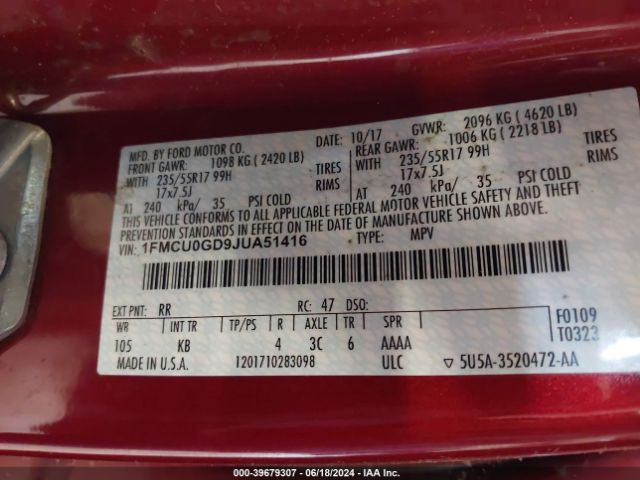 MFD. BY FORD MOTOR CO. DATE: 10/17 GVWR: 2096 KG ( 4620 LB)
FRONT GAWR: 1098 KG ( 2420 LB) REAR GAWR: 1006 KG ( 2218 LB)
WITH 235/55R17 99H TIRES WITH 235/55R17 99H TIRES
17x7.5J RIMS 17x7.5J RIMS
AT 240 kPa/ 35 PSI COLD AT 240 kPa/ 35 PSI COLD
THIS VEHICLE CONFORMS TO ALL APPLICABLE FEDERAL MOTOR VEHICLE SAFETY AND THEFT
PREVENTION STANDARDS IN EFFECT ON THE DATE OF MANUFACTURE SHOWN ABOVE.
VIN: 1FMCU0GD9JUA51416 TYPE: MPV
EXT PNT: RR RC: 47 DSO: F0109
WB INT TR TP/PS R AXLE TR SPR T0323
105 KB 4 3C 6 AAAA
MADE IN U.S.A. 1201710283098 ULC ▽ 5U5A-3520472-AA
000-39679307 - 06/18/2024 - IAA Inc.